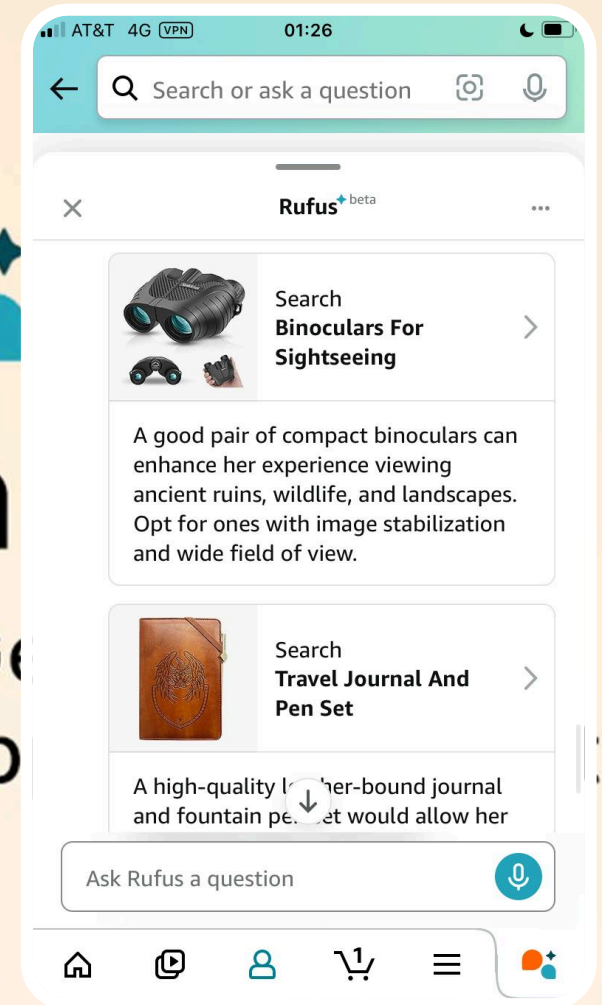 AT&T 4G VPN 01:26
Search or ask a question
Rufus beta
Search
Binoculars For
Sightseeing
A good pair of compact binoculars can
enhance her experience viewing
ancient ruins, wildlife, and landscapes.
Opt for ones with image stabilization
and wide field of view.
Search
Travel Journal And
Pen Set
A high-quality bound journal
and fountain would allow her
Ask Rufus a question
1